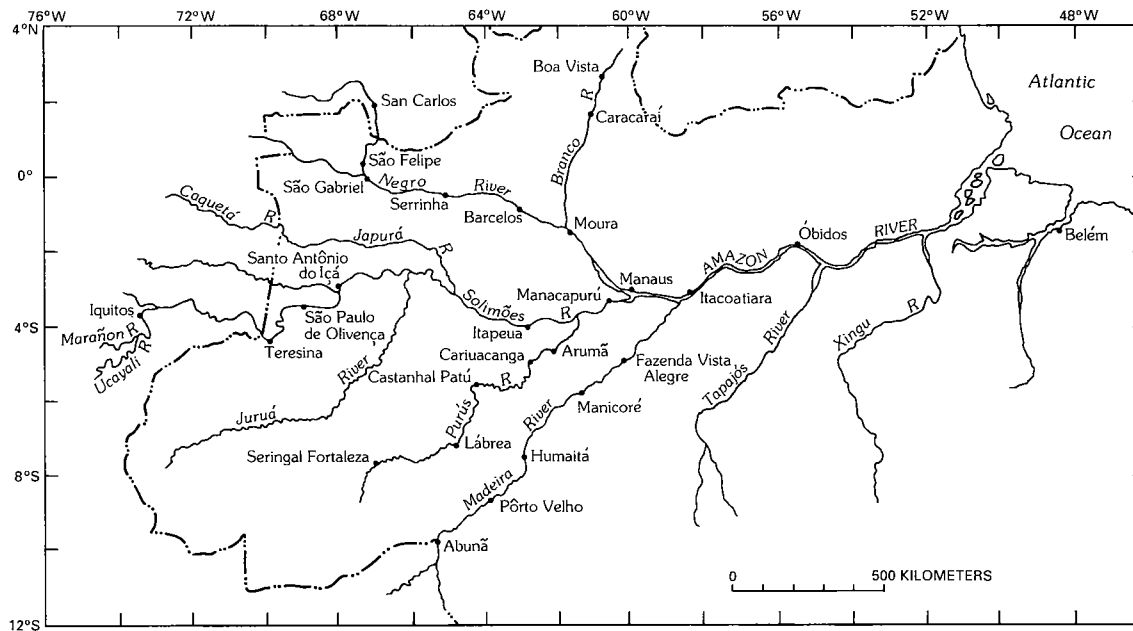 76°W 72°W 68°W 64°W 60°W 56°W 52°W 48°W
4°N
Boa Vista
Atlantic
Ocean
San Carlos
R
Caracaraí
Branco
São Felipe
0°
São Gabriel
Negro
River
Serrinha
Caquetá
R
Barcelos
Moura
Japurá
R
Óbidos
RIVER
Belém
Santo Antônio
do Içá
AMAZON
Manaus
Solimões
R
Manacapurú
Itacoatiara
Iquitos
São Paulo
de Olivença
4°S
Marañon R
Ucayali R
Teresina
Itapeua
River
Xingu R
Cariuacanga
Arumã
Fazenda Vista
Alegre
Castanhal Patú
R
River
Tapajós
Juruá
Purús
River
Manicoré
Lábrea
Seringal Fortaleza
Humaitá
8°S
Madeira
Pôrto Velho
Abunã
0 500 KILOMETERS
12°S